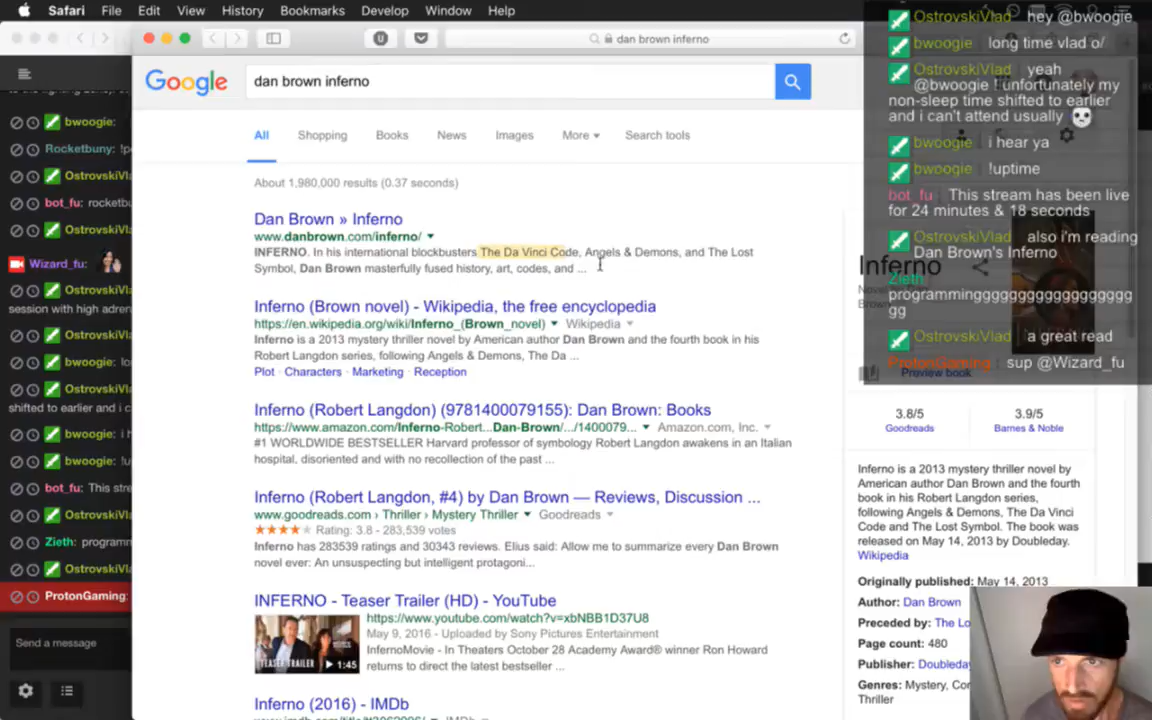 Safari File Edit View History Bookmarks Develop Window Help
dan brown inferno
Google
dan brown inferno
All Shopping Books News Images More Search tools
About 1,980,000 results (0.37 seconds)
Dan Brown » Inferno
www.danbrown.com/inferno/
INFERNO. In his international blockbusters The Da Vinci Code, Angels & Demons, and The Lost
Symbol, Dan Brown masterfully fused history, art, codes, and ...
Inferno (Brown novel) - Wikipedia, the free encyclopedia
https://en.wikipedia.org/wiki/Inferno_(Brown_novel) Wikipedia
Inferno is a 2013 mystery thriller novel by American author Dan Brown and the fourth book in his
Robert Langdon series, following Angels & Demons, The Da ...
Plot · Characters · Marketing · Reception
Inferno (Robert Langdon) (9781400079155): Dan Brown: Books
https://www.amazon.com/Inferno-Robert...Dan-Brown/.../1400079... Amazon.com, Inc.
#1 WORLDWIDE BESTSELLER Harvard professor of symbology Robert Langdon awakens in an Italian
hospital, disoriented and with no recollection of the past ...
Inferno (Robert Langdon, #4) by Dan Brown — Reviews, Discussion ...
www.goodreads.com › Thriller › Mystery Thriller Goodreads
Rating: 3.8 - 283,539 votes
Inferno has 283539 ratings and 30343 reviews. Elius said: Allow me to summarize every Dan Brown
novel ever: An unsuspecting but intelligent protagoni...
INFERNO - Teaser Trailer (HD) - YouTube
https://www.youtube.com/watch?v=xbNBB1D37U8
May 9, 2016 - Uploaded by Sony Pictures Entertainment
InfernoMovie - In Theaters October 28 Academy Award® winner Ron Howard
returns to direct the latest bestseller ...
TEASER TRAILER 1:45
Inferno (2016) - IMDb
bwoogie:
Rocketbuny: !p
OstrovskiVla
bot_fu: rocketbu
OstrovskiVla
Wizard_fu:
OstrovskiVla
session with high adren
OstrovskiVla
bwoogie: lo
OstrovskiVla
shifted to earlier and i c
bwoogie: i h
bwoogie: !u
bot_fu: This stre
OstrovskiVla
Zieth: programm
OstrovskiVla
ProtonGaming:
Send a message
OstrovskiVlad hey @bwoogie
bwoogie long time vlad o/
OstrovskiVlad yeah
@bwoogie ! unfortunately my
non-sleep time shifted to earlier
and i can't attend usually
bwoogie i hear ya
bwoogie !uptime
bot_fu This stream has been live
for 24 minutes & 18 seconds
OstrovskiVlad also i'm reading
Dan Brown's Inferno
Zieth
programminggggggggggggggggggg
gg
OstrovskiVlad a great read
ProtonGaming sup @Wizard_fu
Inferno
Preview book
3.8/5 3.9/5
Goodreads Barnes & Noble
Inferno is a 2013 mystery thriller novel by
American author Dan Brown and the fourth
book in his Robert Langdon series,
following Angels & Demons, The Da Vinci
Code and The Lost Symbol. The book was
released on May 14, 2013 by Doubleday.
Wikipedia
Originally published: May 14, 2013
Author: Dan Brown
Preceded by: The Lo
Page count: 480
Publisher: Doubleda
Genres: Mystery, Cor
Thriller